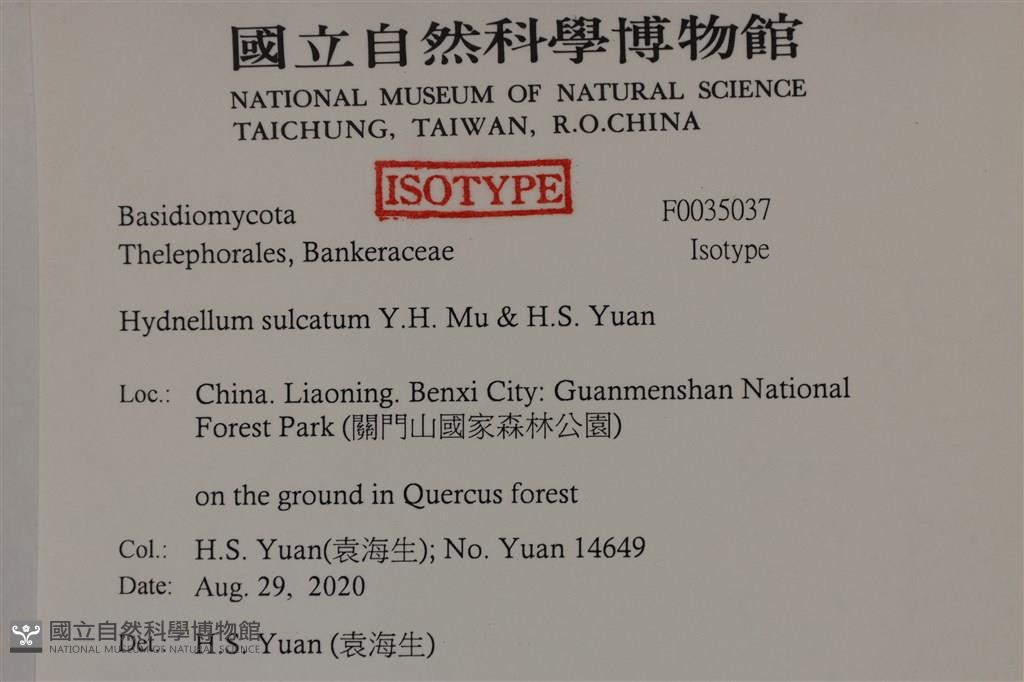 國立自然科學博物館
NATIONAL MUSEUM OF NATURAL SCIENCE
TAICHUNG, TAIWAN, R.O.CHINA
ISOTYPE
Basidiomycota F0035037
Thelephorales, Bankeraceae Isotype
Hydnellum sulcatum Y.H. Mu & H.S. Yuan
Loc.: China. Liaoning. Benxi City: Guanmenshan National
Forest Park (關門山國家森林公園)
on the ground in Quercus forest
Col.: H.S. Yuan(袁海生); No. Yuan 14649
Date: Aug. 29, 2020
Det.: H.S. Yuan (袁海生)
國立自然科學博物館
NATIONAL MUSEUM OF NATURAL SCIENCE